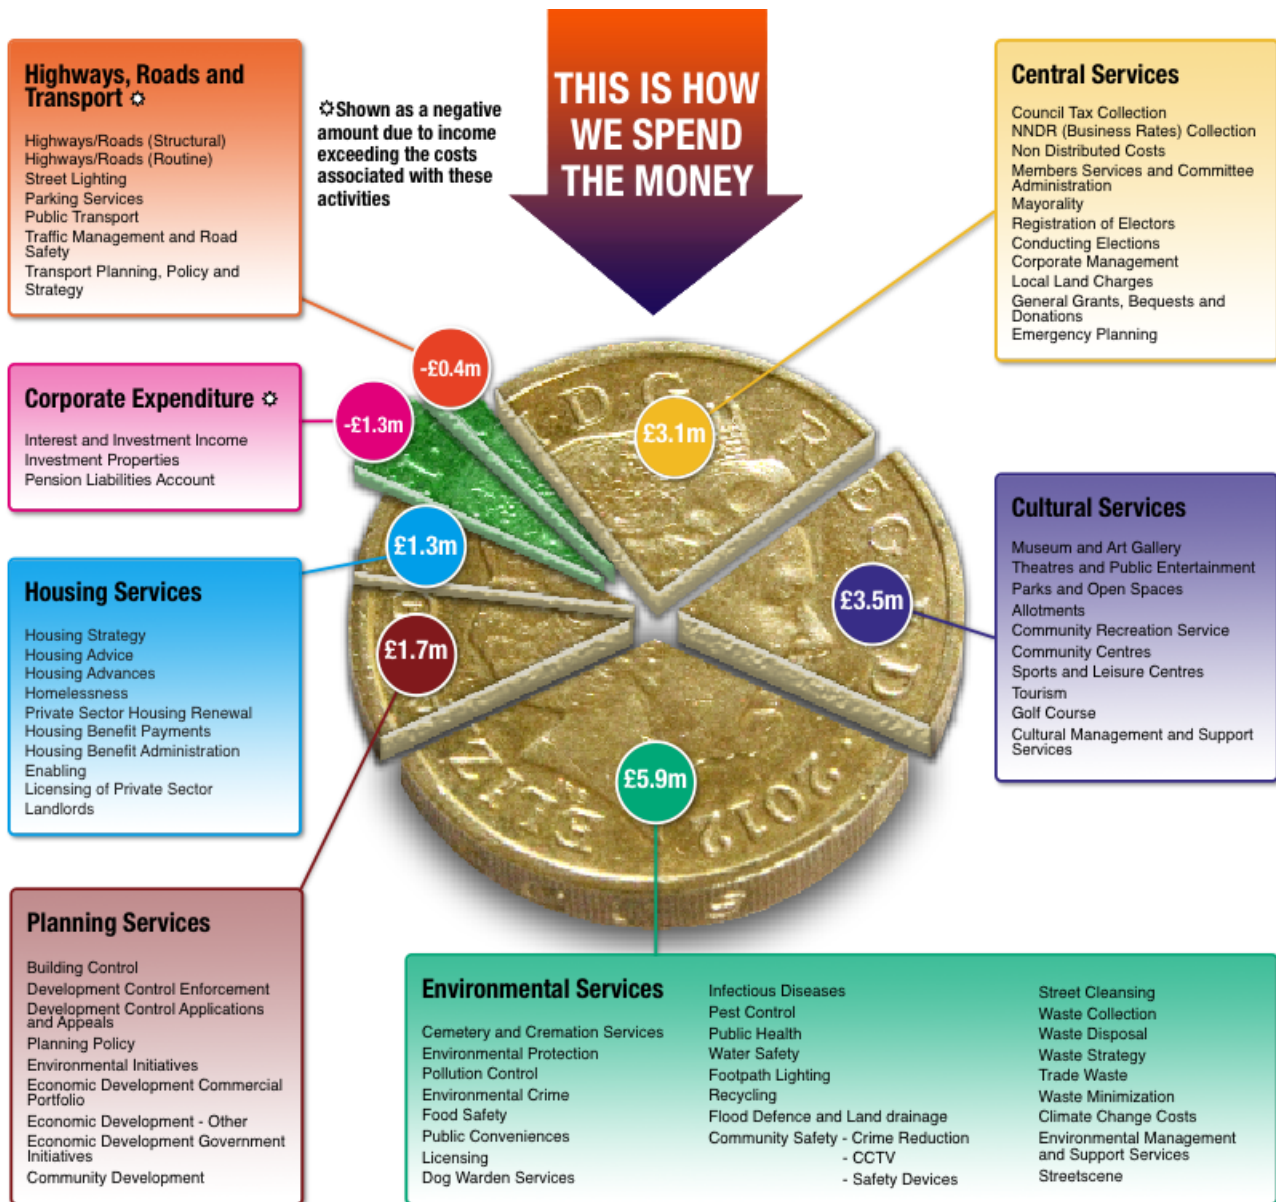 THIS IS HOW
WE SPEND
THE MONEY
Highways, Roads and
Transport ✩
Highways/Roads (Structural)
Highways/Roads (Routine)
Street Lighting
Parking Services
Public Transport
Traffic Management and Road
Safety
Transport Planning, Policy and
Strategy
✩Shown as a negative
amount due to income
exceeding the costs
associated with these
activities
Central Services
Council Tax Collection
NNDR (Business Rates) Collection
Non Distributed Costs
Members Services and Committee
Administration
Mayorality
Registration of Electors
Conducting Elections
Corporate Management
Local Land Charges
General Grants, Bequests and
Donations
Emergency Planning
Corporate Expenditure ✩
Interest and Investment Income
Investment Properties
Pension Liabilities Account
-£0.4m
-£1.3m
£3.1m
£1.3m
£3.5m
£1.7m
£5.9m
D·G·R
EG
D
2012
ELIZ
Cultural Services
Museum and Art Gallery
Theatres and Public Entertainment
Parks and Open Spaces
Allotments
Community Recreation Service
Community Centres
Sports and Leisure Centres
Tourism
Golf Course
Cultural Management and Support
Services
Housing Services
Housing Strategy
Housing Advice
Housing Advances
Homelessness
Private Sector Housing Renewal
Housing Benefit Payments
Housing Benefit Administration
Enabling
Licensing of Private Sector
Landlords
Planning Services
Building Control
Development Control Enforcement
Development Control Applications
and Appeals
Planning Policy
Environmental Initiatives
Economic Development Commercial
Portfolio
Economic Development - Other
Economic Development Government
Initiatives
Community Development
Environmental Services
Cemetery and Cremation Services
Environmental Protection
Pollution Control
Environmental Crime
Food Safety
Public Conveniences
Licensing
Dog Warden Services
Infectious Diseases
Pest Control
Public Health
Water Safety
Footpath Lighting
Recycling
Flood Defence and Land drainage
Community Safety - Crime Reduction
- CCTV
- Safety Devices
Street Cleansing
Waste Collection
Waste Disposal
Waste Strategy
Trade Waste
Waste Minimization
Climate Change Costs
Environmental Management
and Support Services
Streetscene